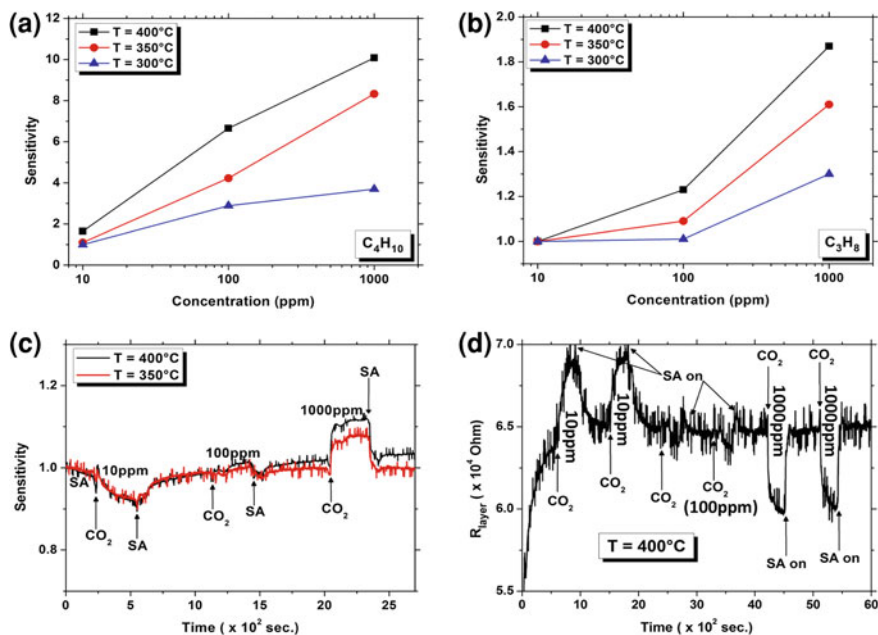 (a)
12
10
8
6
4
2
0
Sensitivity
T = 400°C
T = 350°C
T = 300°C
C₄H₁₀
10
100
1000
Concentration (ppm)
(b)
2.0
1.8
1.6
1.4
1.2
1.0
Sensitivity
T = 400°C
T = 350°C
T = 300°C
C₃H₈
10
100
1000
Concentration (ppm)
(c)
1.2
1.0
0.8
Sensitivity
T = 400°C
T = 350°C
SA
1000ppm
100ppm
10ppm
SA
CO₂
SA
CO₂
SA
CO₂
0
5
10
15
20
25
Time ( x 10² sec.)
(d)
7.0
6.5
6.0
5.5
R_layer ( x 10⁴ Ohm)
SA on
CO₂
CO₂
10ppm
10ppm
1000ppm
1000ppm
CO₂
CO₂
CO₂
CO₂
(100ppm)
SA on
SA on
T = 400°C
0
10
20
30
40
50
60
Time ( x 10² sec.)